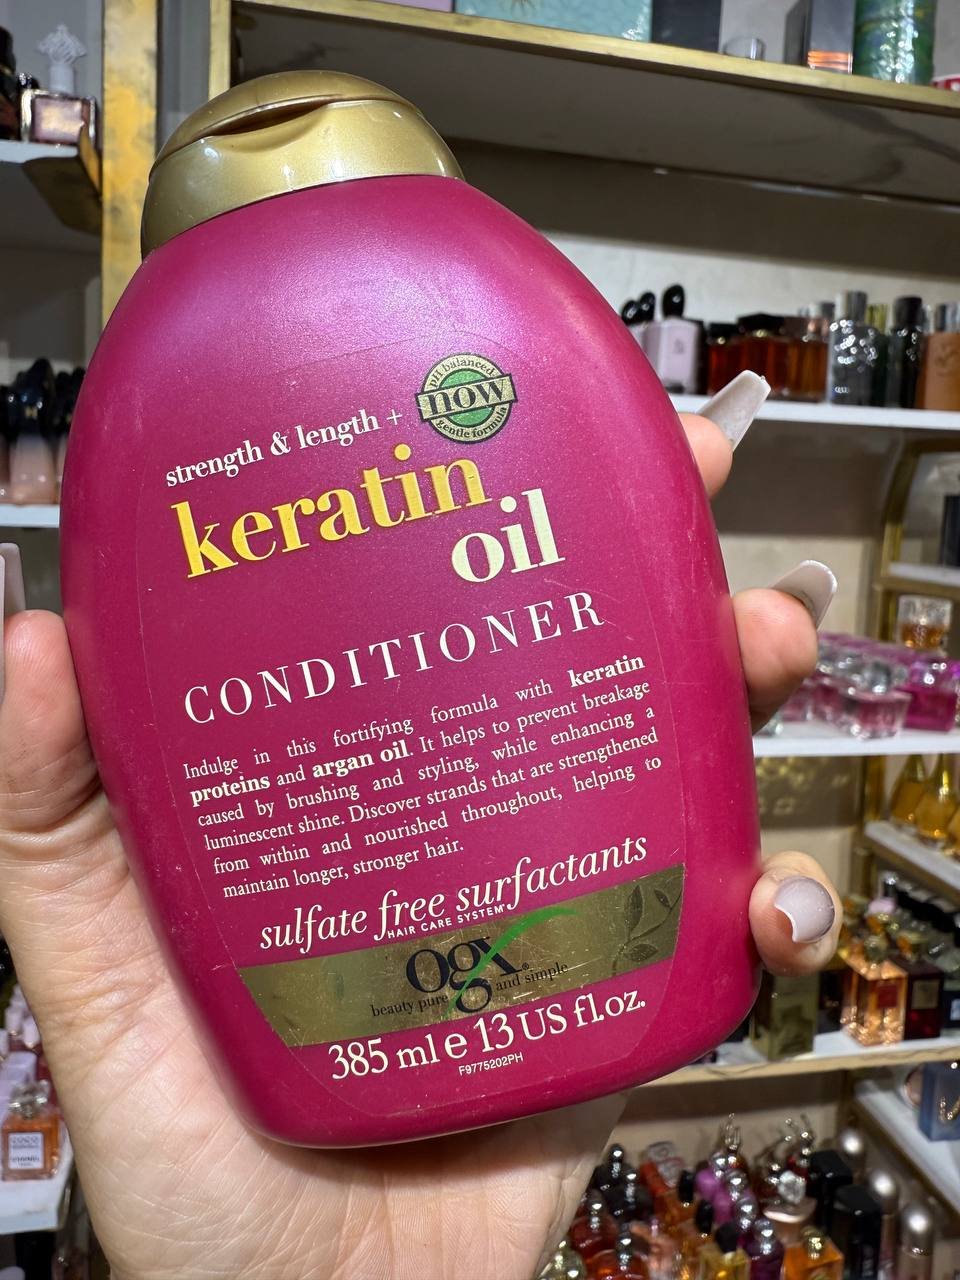 pH balanced
now
gentle formula
strength & length +
keratin
oil
CONDITIONER
Indulge in this fortifying formula with keratin
proteins and argan oil. It helps to prevent breakage
caused by brushing and styling, while enhancing a
luminescent shine. Discover strands that are strengthened
from within and nourished throughout, helping to
maintain longer, stronger hair.
sulfate free surfactants
HAIR CARE SYSTEM
ogx®
beauty pure and simple
385 ml e 13 US fl.oz.
F9775202PH
COCO
CHANEL